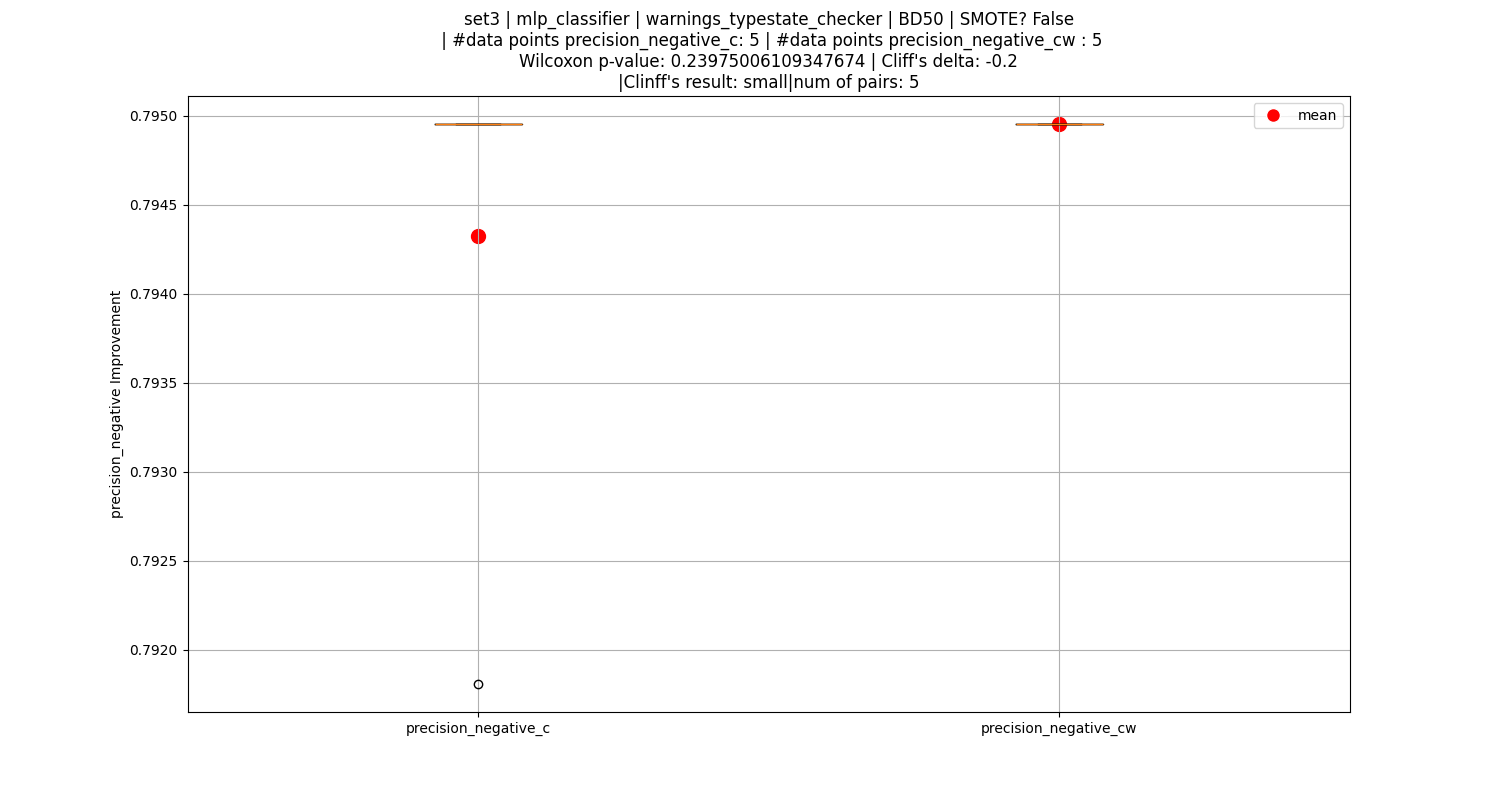 set3 | mlp_classifier | warnings_typestate_checker | BD50 | SMOTE? False
| #data points precision_negative_c: 5 | #data points precision_negative_cw : 5
Wilcoxon p-value: 0.23975006109347674 | Cliff's delta: -0.2
|Clinff's result: small|num of pairs: 5
mean
precision_negative Improvement
0.7950
0.7945
0.7940
0.7935
0.7930
0.7925
0.7920
precision_negative_c
precision_negative_cw